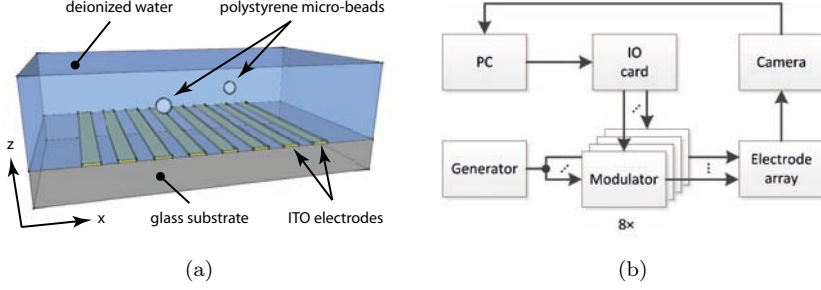 deionized water
polystyrene micro-beads
z
x
glass substrate
ITO electrodes
(a)
PC
IO
card
Camera
Generator
Modulator
Electrode
array
8×
(b)